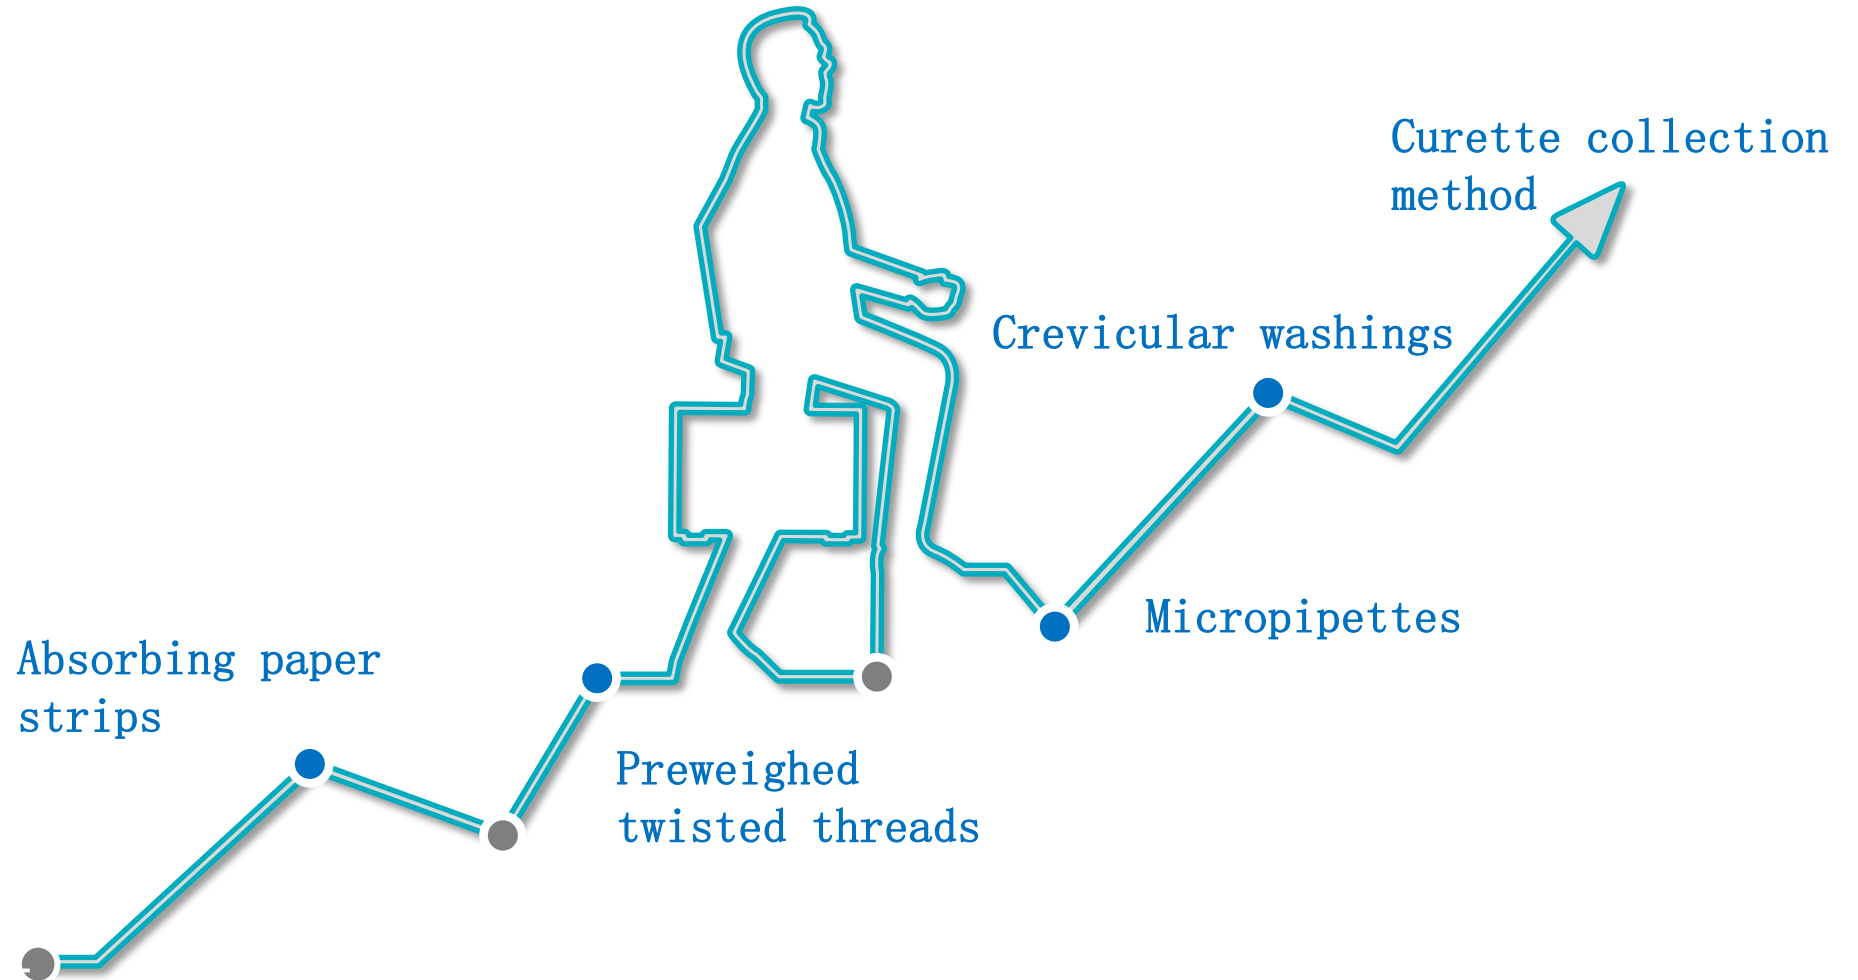 Absorbing paper
strips
Preweighed
twisted threads
Micropipettes
Crevicular washings
Curette collection
method